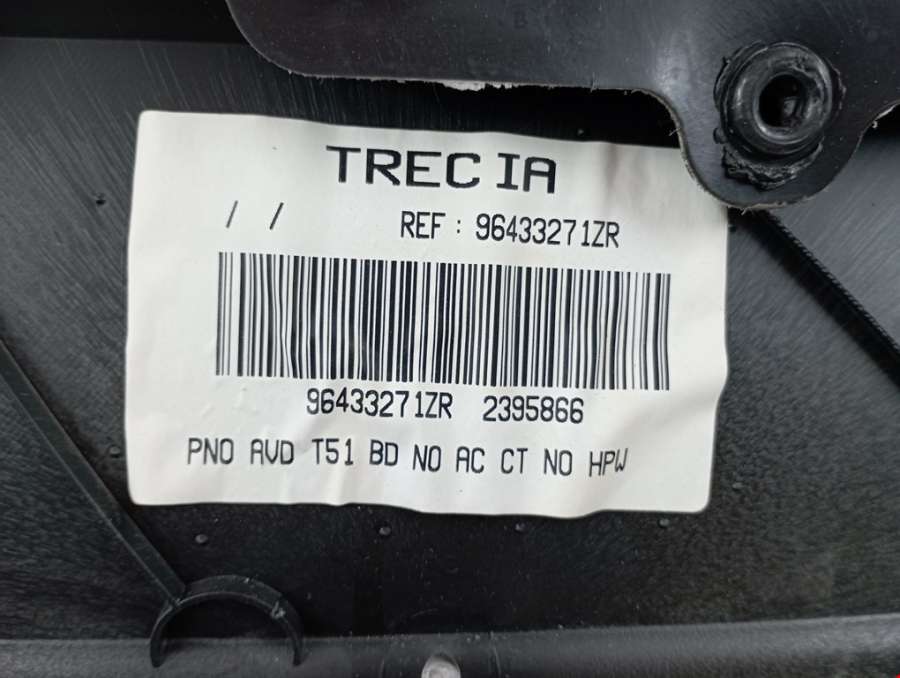 TRECIA
/ / REF : 96433271ZR
96433271ZR 2395866
PNO AVD T51 BD NO AC CT NO HPW